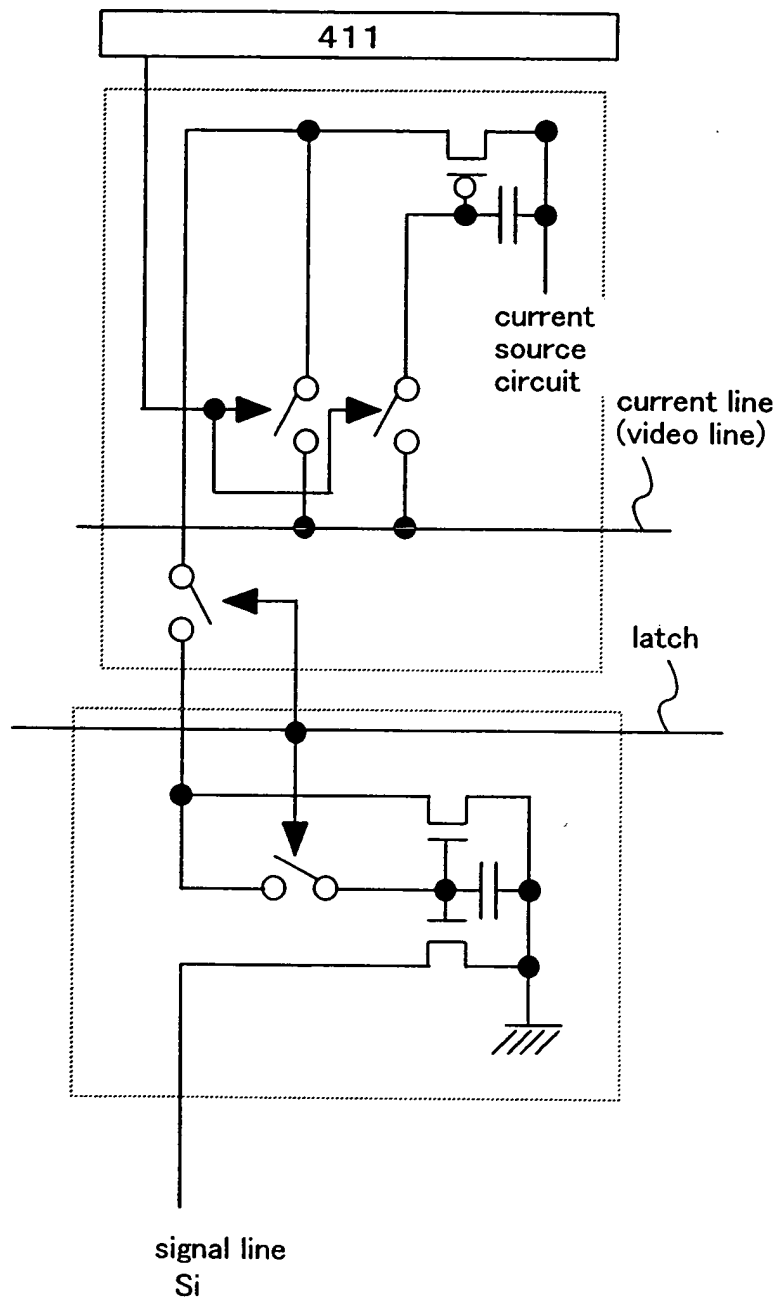 411
current
source
circuit
current line
(video line)
latch
signal line
Si